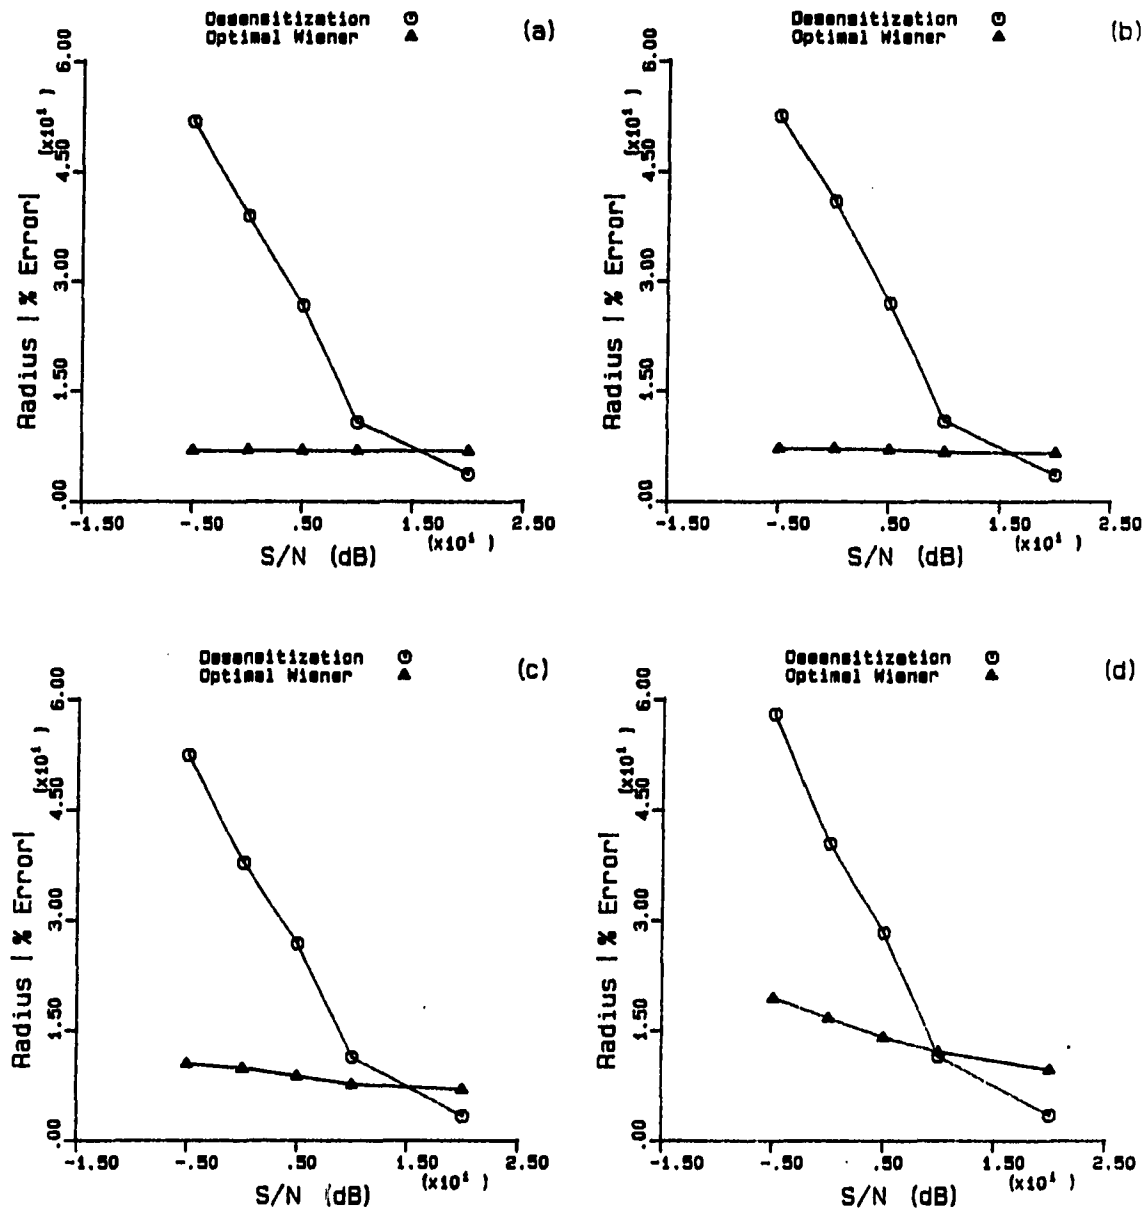 Desensitization
Optimal Wiener
(a)
6.00
(x10¹ )
4.50
3.00
1.50
.00
Radius |% Error|
-1.50
-.50
.50
1.50
2.50
(x10¹ )
S/N (dB)
Desensitization
Optimal Wiener
(b)
6.00
(x10¹ )
4.50
3.00
1.50
.00
Radius |% Error|
-1.50
-.50
.50
1.50
2.50
(x10¹ )
S/N (dB)
Desensitization
Optimal Wiener
(c)
6.00
(x10¹ )
4.50
3.00
1.50
.00
Radius |% Error|
-1.50
-.50
.50
1.50
2.50
(x10¹ )
S/N (dB)
Desensitization
Optimal Wiener
(d)
6.00
(x10¹ )
4.50
3.00
1.50
.00
Radius |% Error|
-1.50
-.50
.50
1.50
2.50
(x10¹ )
S/N (dB)